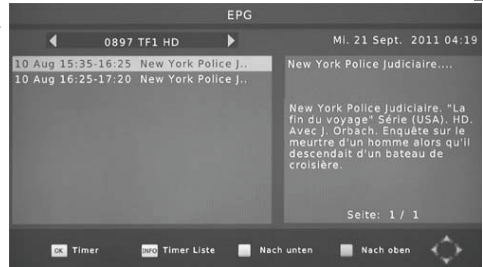 EPG
0897 TF1 HD
Mi. 21 Sept. 2011 04:19
10 Aug 15:35-16:25 New York Police J..
10 Aug 16:25-17:20 New York Police J..
New York Police Judiciaire....
New York Police Judiciaire. "La
fin du voyage" Série (USA). HD.
Avec J. Orbach. Enquête sur le
meurtre d'un homme alors qu'il
descendait d'un bateau de
croisière.
Seite: 1 / 1
OK Timer
INFO Timer Liste
Nach unten
Nach oben